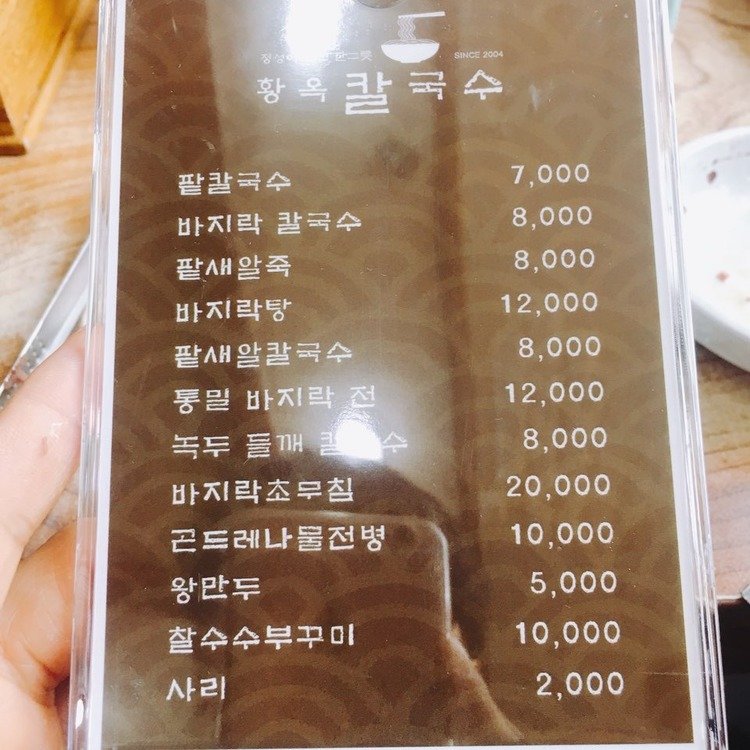 SINCE 2004
황옥칼국수
팥칼국수 7,000
바지락 칼국수 8,000
팥새알죽 8,000
바지락탕 12,000
팥새알칼국수 8,000
통밀 바지락 전 12,000
녹두 들깨 8,000
바지락초무침 20,000
곤드레나물전병 10,000
왕만두 5,000
찰수수부꾸미 10,000
사리 2,000